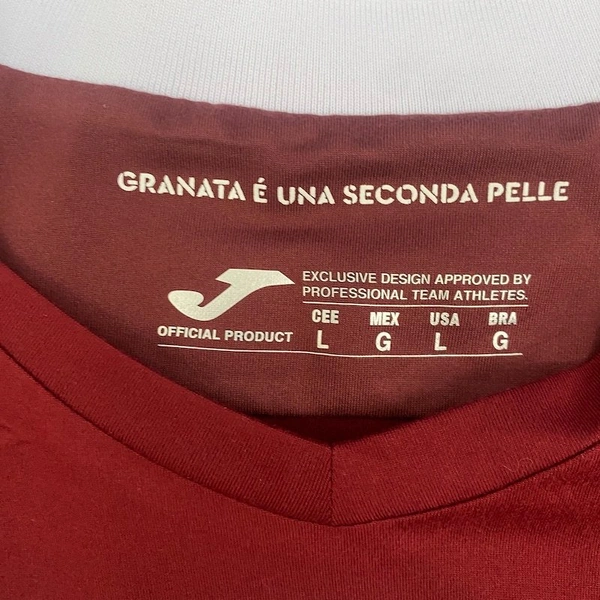 GRANATA É UNA SECONDA PELLE
EXCLUSIVE DESIGN APPROVED BY
PROFESSIONAL TEAM ATHLETES.
OFFICIAL PRODUCT
CEE MEX USA BRA
L G L G